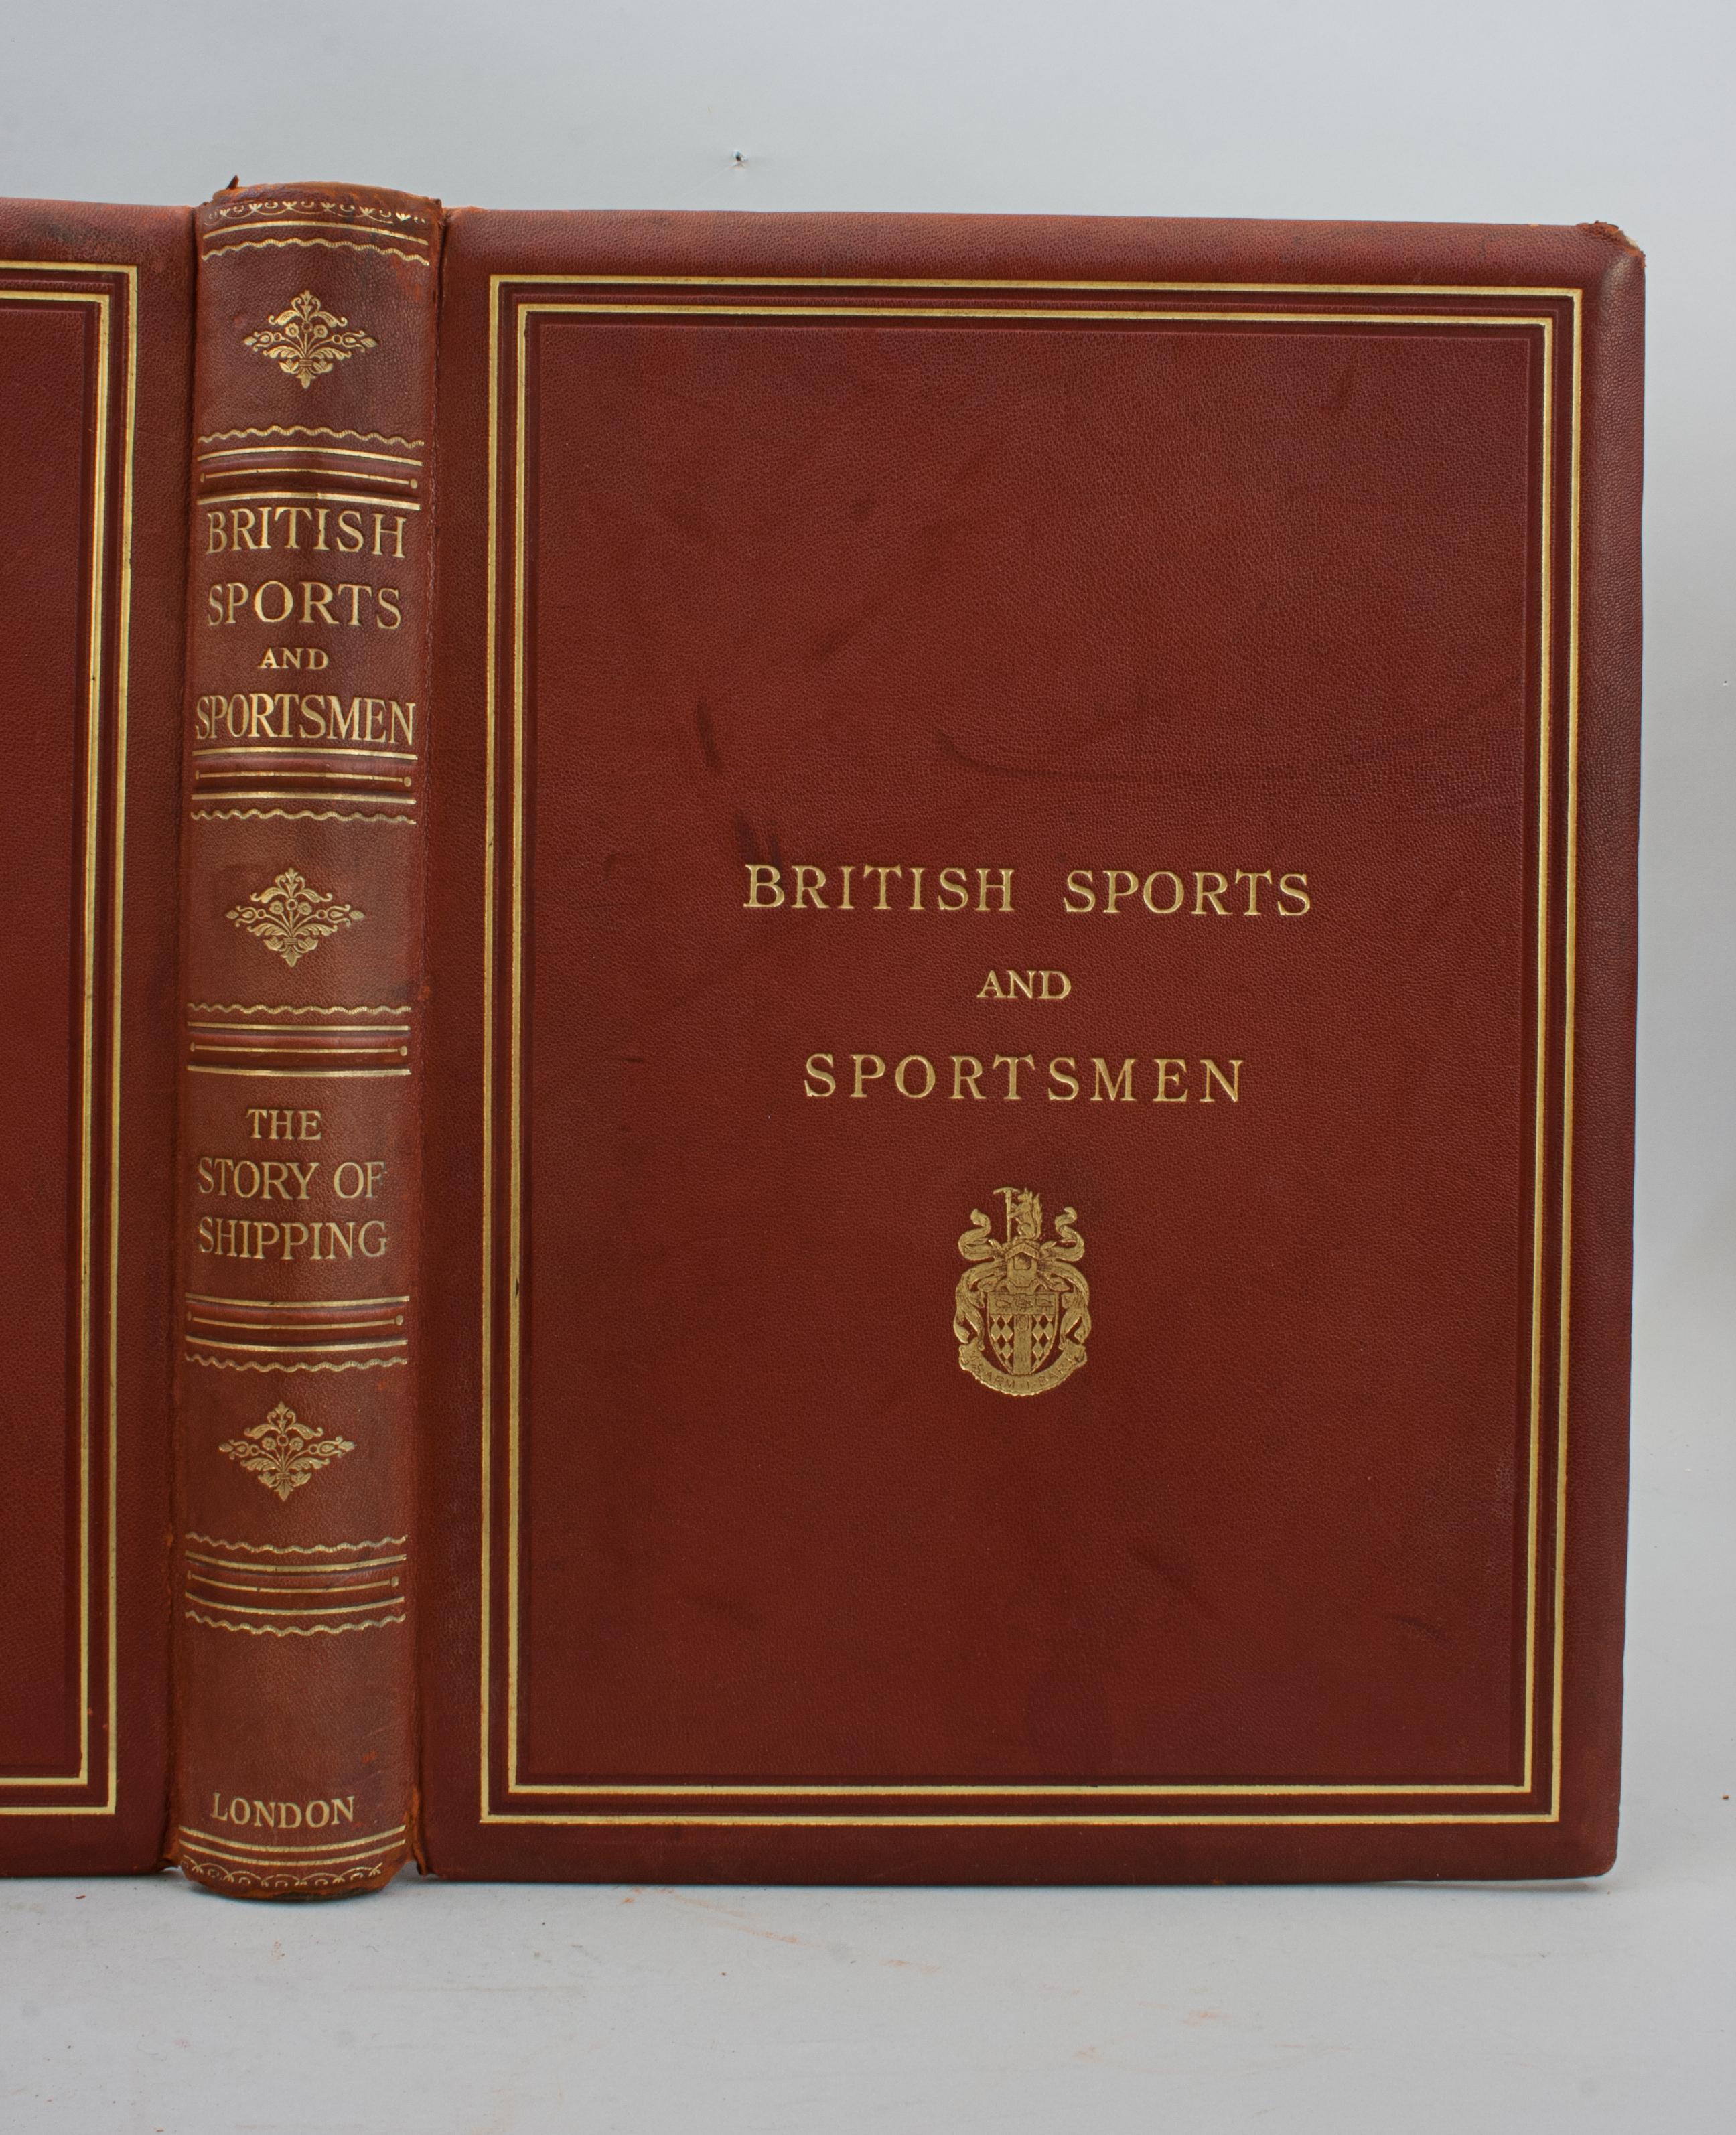 BRITISH
SPORTS
AND
SPORTSMEN
THE
STORY OF
SHIPPING
LONDON
BRITISH SPORTS
AND
SPORTSMEN